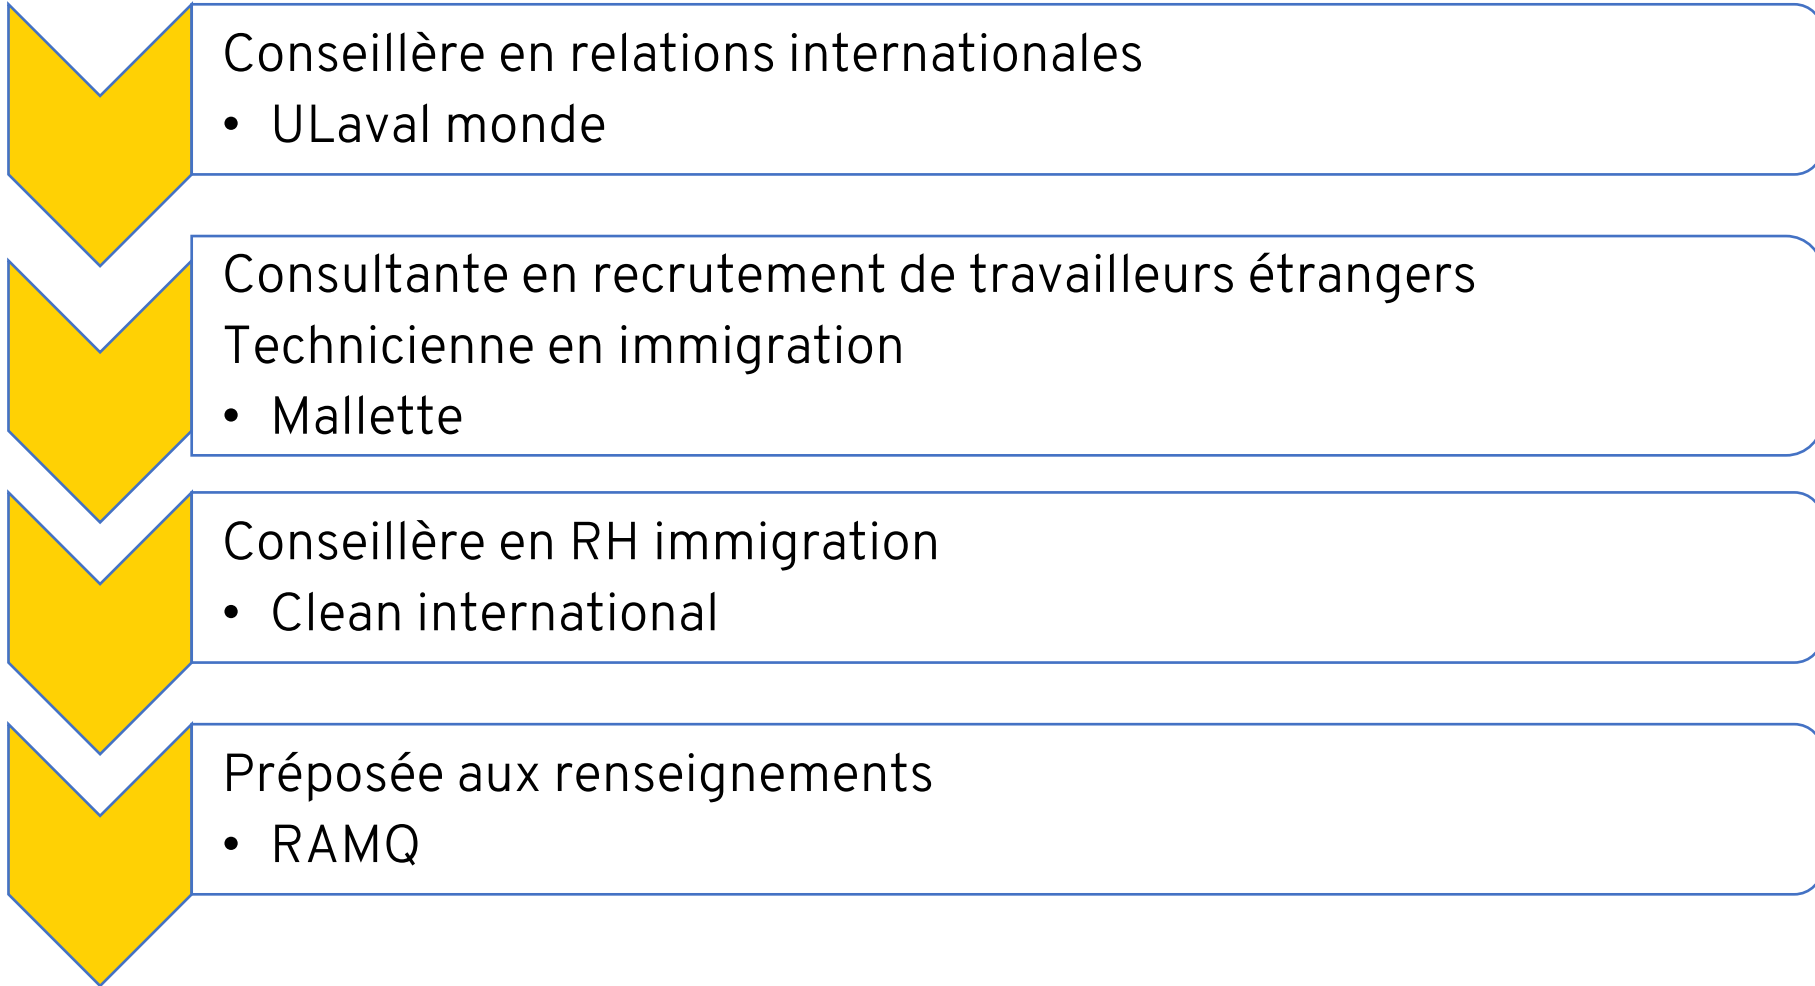 Conseillère en relations internationales
• ULaval monde
Consultante en recrutement de travailleurs étrangers
Technicienne en immigration
• Mallette
Conseillère en RH immigration
• Clean international
Préposée aux renseignements
• RAMQ